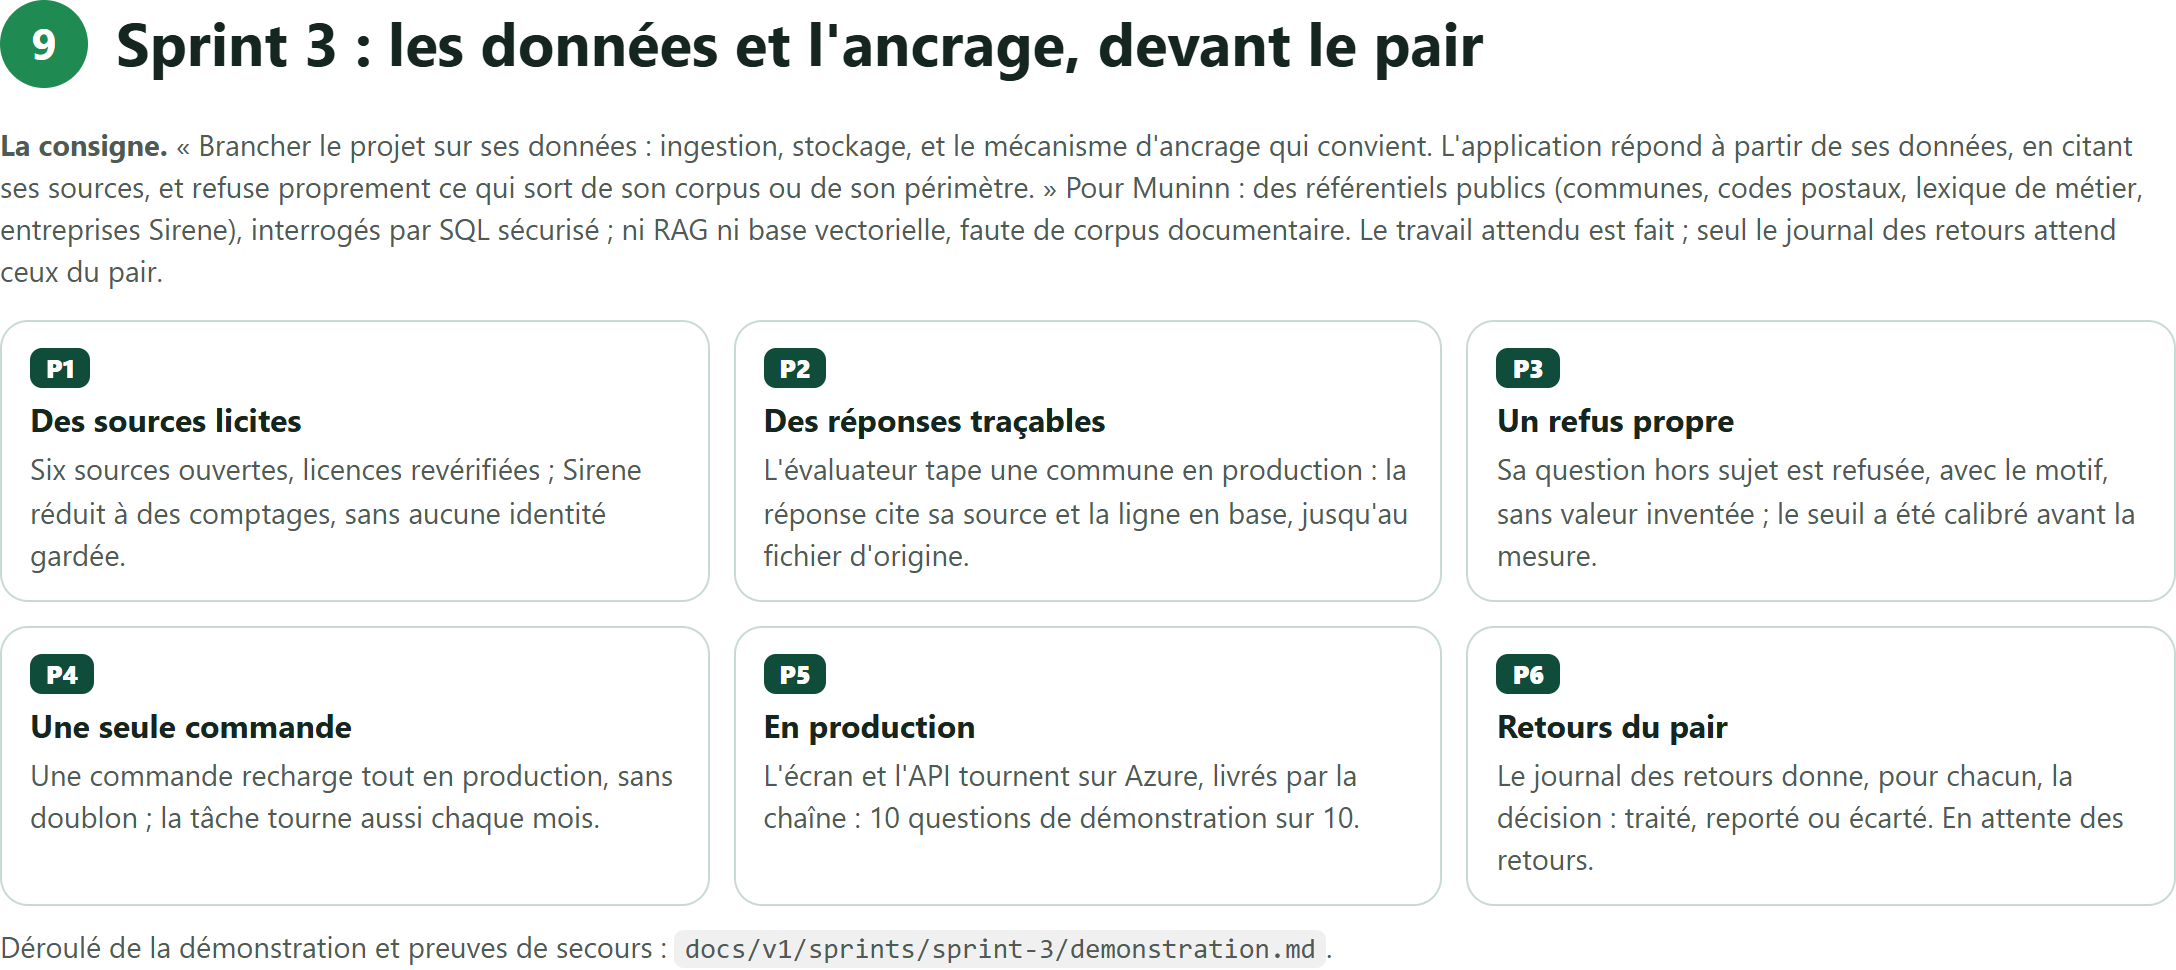 9
Sprint 3 : les données et l'ancrage, devant le pair
La consigne. « Brancher le projet sur ses données : ingestion, stockage, et le mécanisme d'ancrage qui convient. L'application répond à partir de ses données, en citant
ses sources, et refuse proprement ce qui sort de son corpus ou de son périmètre. » Pour Muninn : des référentiels publics (communes, codes postaux, lexique de métier,
entreprises Sirene), interrogés par SQL sécurisé ; ni RAG ni base vectorielle, faute de corpus documentaire. Le travail attendu est fait ; seul le journal des retours attend
ceux du pair.
P1
Des sources licites
Six sources ouvertes, licences revérifiées ; Sirene
réduit à des comptages, sans aucune identité
gardée.
P2
Des réponses traçables
L'évaluateur tape une commune en production : la
réponse cite sa source et la ligne en base, jusqu'au
fichier d'origine.
P3
Un refus propre
Sa question hors sujet est refusée, avec le motif,
sans valeur inventée ; le seuil a été calibré avant la
mesure.
P4
Une seule commande
Une commande recharge tout en production, sans
doublon ; la tâche tourne aussi chaque mois.
P5
En production
L'écran et l'API tournent sur Azure, livrés par la
chaîne : 10 questions de démonstration sur 10.
P6
Retours du pair
Le journal des retours donne, pour chacun, la
décision : traité, reporté ou écarté. En attente des
retours.
Déroulé de la démonstration et preuves de secours : docs/v1/sprints/sprint-3/demonstration.md.